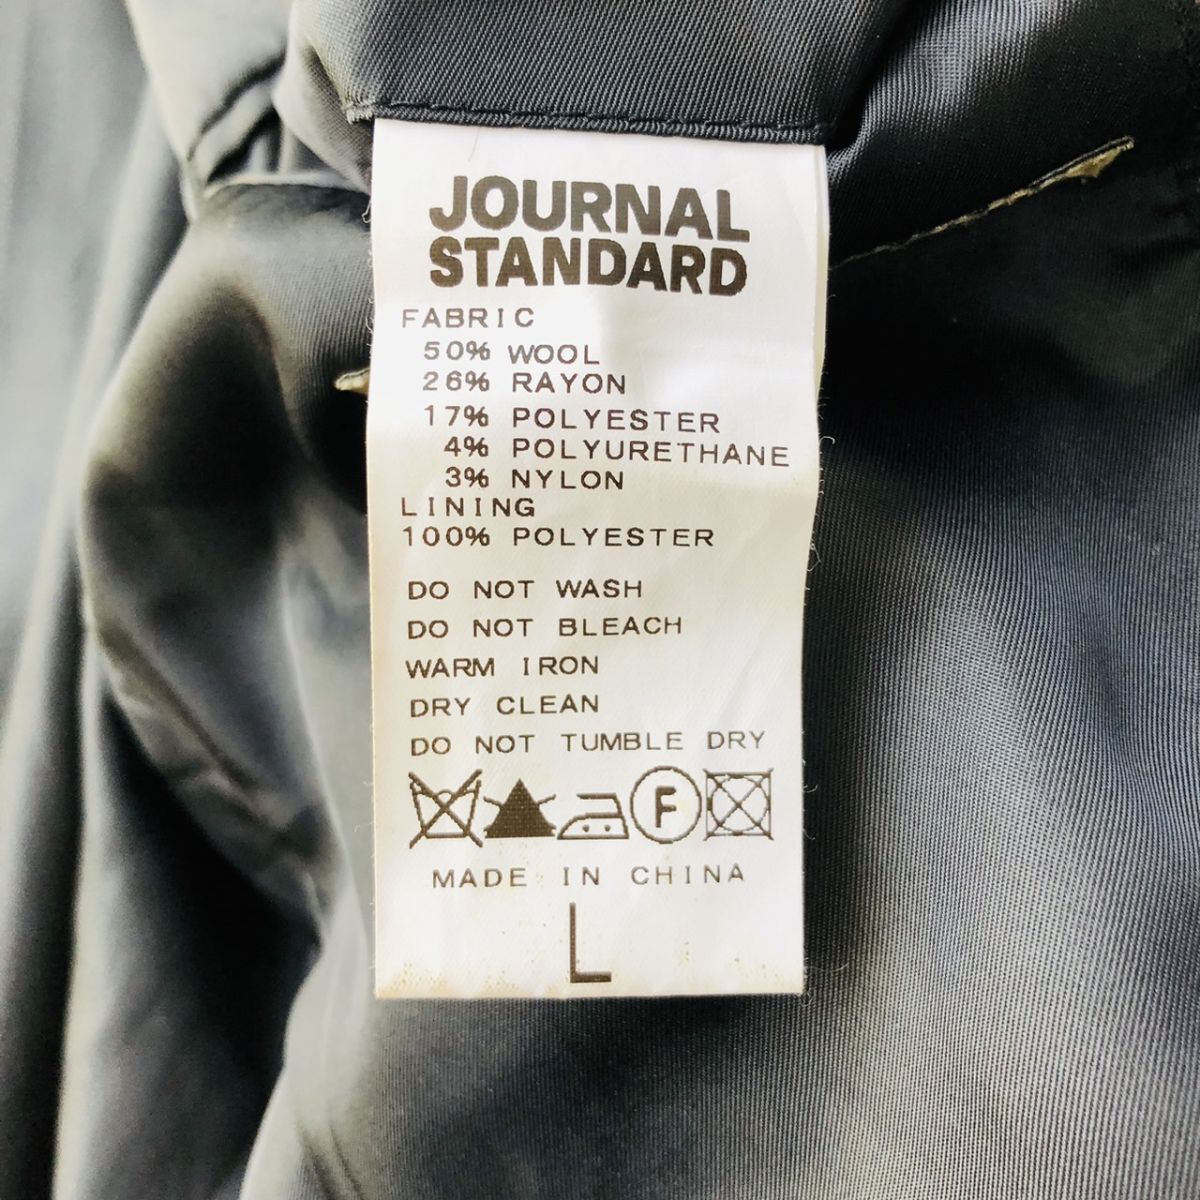 JOURNAL
STANDARD
FABRIC
50% WOOL
26% RAYON
17% POLYESTER
4% POLYURETHANE
3% NYLON
LINING
100% POLYESTER
DO NOT WASH
DO NOT BLEACH
WARM IRON
DRY CLEAN
DO NOT TUMBLE DRY
F
MADE IN CHINA
L